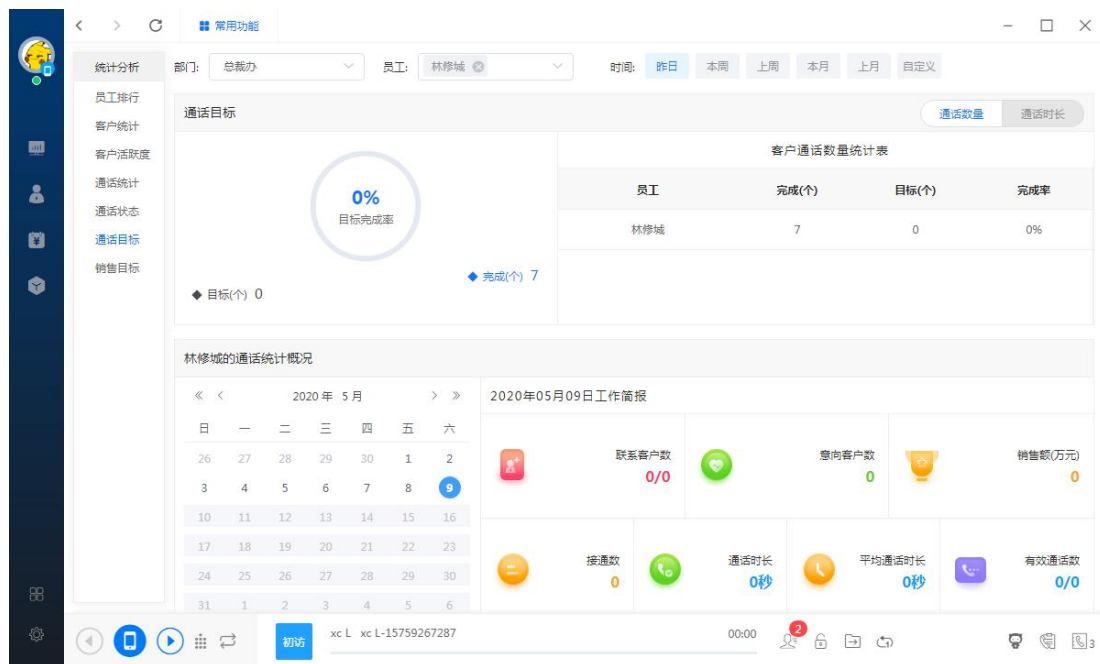 常用功能
统计分析
员工排行
客户统计
客户活跃度
通话统计
通话状态
通话目标
销售目标
部门: 总裁办 员工: 林修城 时间: 昨日 本周 上周 本月 上月 自定义
通话目标 通话数量 通话时长
0%
目标完成率
完成(个) 7
目标(个) 0
客户通话数量统计表
员工 完成(个) 目标(个) 完成率
林修城 7 0 0%
林修城的通话统计概况
2020 年 5 月
日 一 二 三 四 五 六
26 27 28 29 30 1 2
3 4 5 6 7 8 9
10 11 12 13 14 15 16
17 18 19 20 21 22 23
24 25 26 27 28 29 30
31 1 2 3 4 5 6
2020年05月09日工作简报
联系客户数 意向客户数 销售额(万元)
0/0 0 0
接通数 通话时长 平均通话时长 有效通话数
0 0秒 0秒 0/0
初访 xc L xc L-15759267287 00:00 2 3